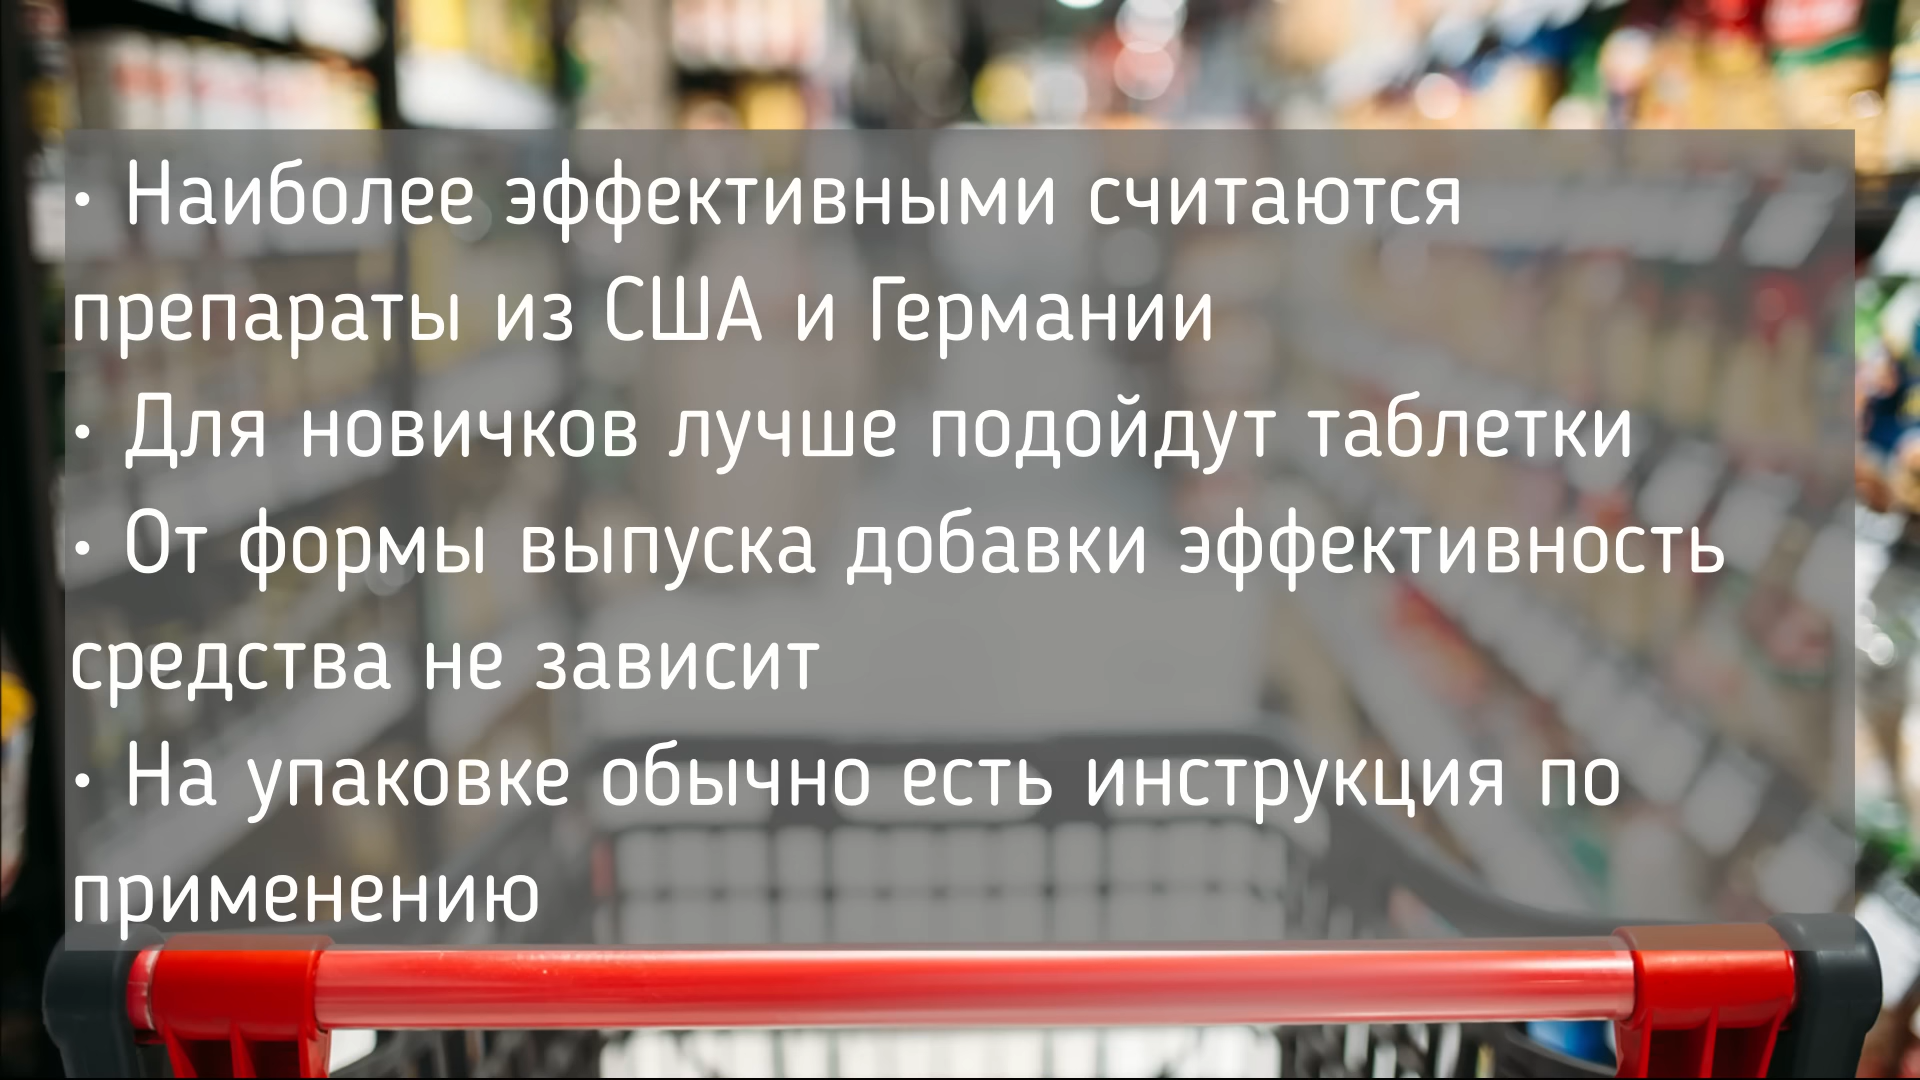 • Наиболее эффективными считаются
препараты из США и Германии
• Для новичков лучше подойдут таблетки
• От формы выпуска добавки эффективность
средства не зависит
• На упаковке обычно есть инструкция по
применению